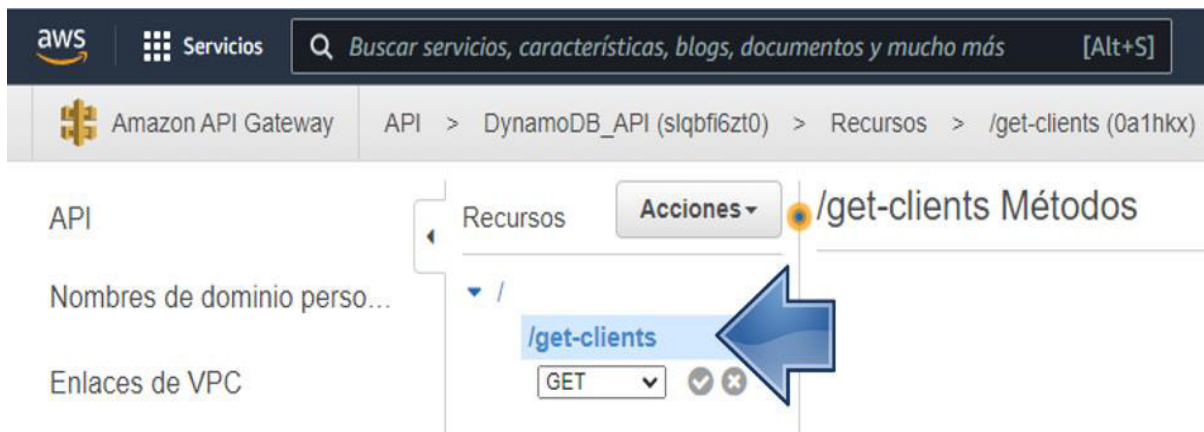 aws Servicios Buscar servicios, características, blogs, documentos y mucho más [Alt+S]
Amazon API Gateway API > DynamoDB_API (slqbfi6zt0) > Recursos > /get-clients (0a1hkx)
API Recursos Acciones /get-clients Métodos
Nombres de dominio perso... /
/get-clients
Enlaces de VPC GET